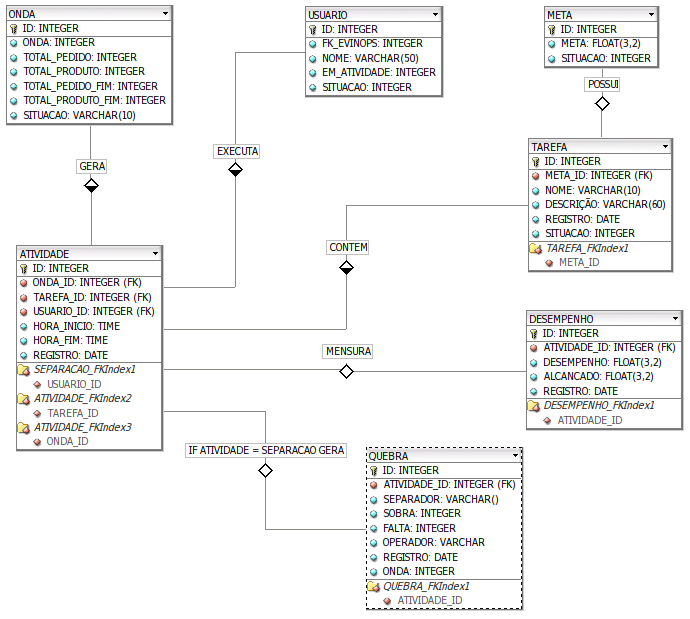 ONDA
ID: INTEGER
ONDA: INTEGER
TOTAL_PEDIDO: INTEGER
TOTAL_PRODUTO: INTEGER
TOTAL_PEDIDO_FIM: INTEGER
TOTAL_PRODUTO_FIM: INTEGER
SITUACAO: VARCHAR(10)
USUARIO
ID: INTEGER
FK_EVINOPS: INTEGER
NOME: VARCHAR(50)
EM_ATIVIDADE: INTEGER
SITUACAO: INTEGER
META
ID: INTEGER
META: FLOAT(3,2)
SITUACAO: INTEGER
POSSUI
EXECUTA
GERA
TAREFA
ID: INTEGER
META_ID: INTEGER (FK)
NOME: VARCHAR(10)
DESCRIÇÃO: VARCHAR(60)
REGISTRO: DATE
SITUACAO: INTEGER
TAREFA_FKIndex1
META_ID
CONTEM
ATIVIDADE
ID: INTEGER
ONDA_ID: INTEGER (FK)
TAREFA_ID: INTEGER (FK)
USUARIO_ID: INTEGER (FK)
HORA_INICIO: TIME
HORA_FIM: TIME
REGISTRO: DATE
SEPARACAO_FKIndex1
USUARIO_ID
ATIVIDADE_FKIndex2
TAREFA_ID
ATIVIDADE_FKIndex3
ONDA_ID
MENSURA
DESEMPENHO
ID: INTEGER
ATIVIDADE_ID: INTEGER (FK)
DESEMPENHO: FLOAT(3,2)
ALCANCADO: FLOAT(3,2)
REGISTRO: DATE
DESEMPENHO_FKIndex1
ATIVIDADE_ID
IF ATIVIDADE = SEPARACAO GERA
QUEBRA
ID: INTEGER
ATIVIDADE_ID: INTEGER (FK)
SEPARADOR: VARCHAR()
SOBRA: INTEGER
FALTA: INTEGER
OPERADOR: VARCHAR
REGISTRO: DATE
ONDA: INTEGER
QUEBRA_FKIndex1
ATIVIDADE_ID